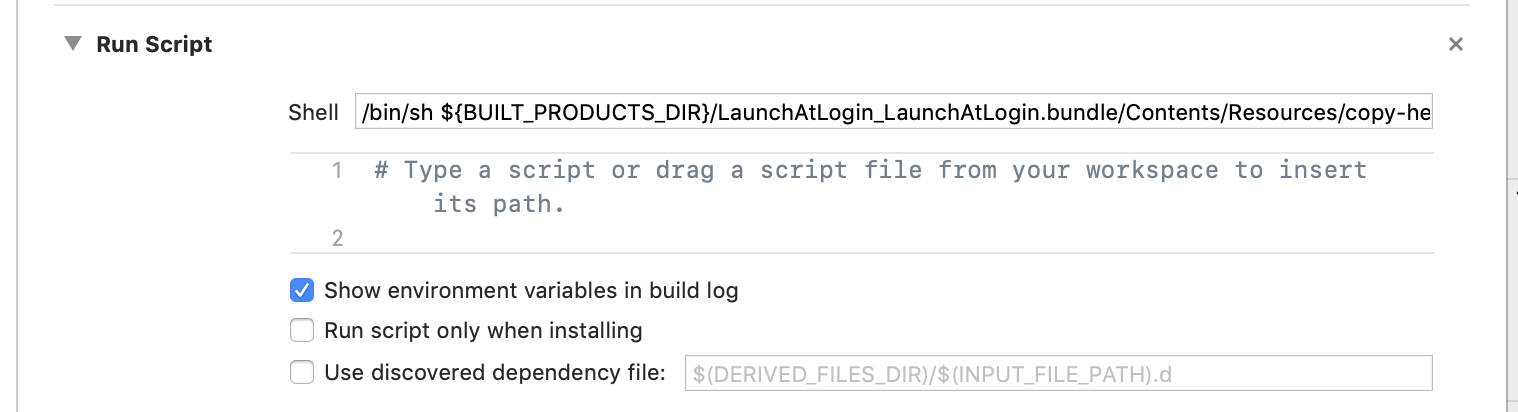 Run Script
Shell /bin/sh ${BUILT_PRODUCTS_DIR}/LaunchAtLogin_LaunchAtLogin.bundle/Contents/Resources/copy-he
1 # Type a script or drag a script file from your workspace to insert
its path.
2
Show environment variables in build log
Run script only when installing
Use discovered dependency file: $(DERIVED_FILES_DIR)/$(INPUT_FILE_PATH).d